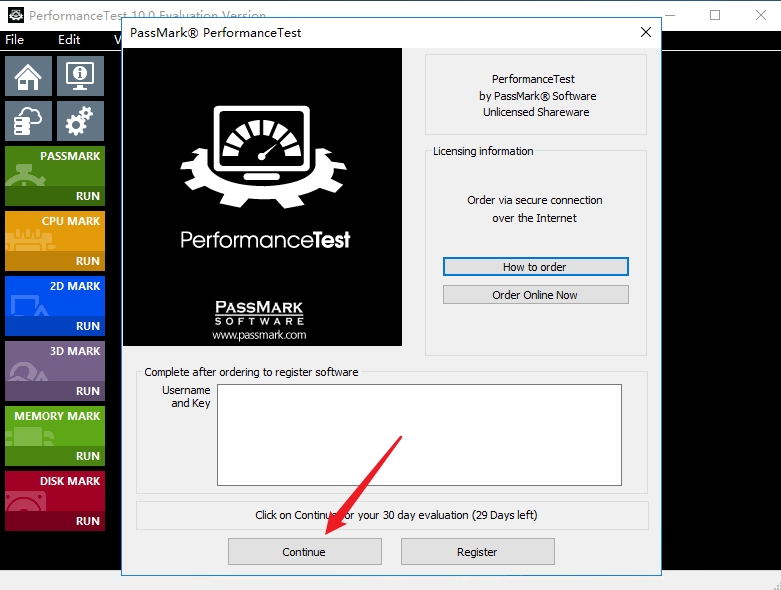 PerformanceTest 10.0 Evaluation Version
File Edit V
PASSMARK
RUN
CPU MARK
RUN
2D MARK
RUN
3D MARK
RUN
MEMORY MARK
RUN
DISK MARK
RUN
PassMark® PerformanceTest
PerformanceTest
PASSMARK
SOFTWARE
www.passmark.com
PerformanceTest
by PassMark® Software
Unlicensed Shareware
Licensing information
Order via secure connection
over the Internet
How to order
Order Online Now
Complete after ordering to register software
Username
and Key
Click on Continue for your 30 day evaluation (29 Days left)
Continue
Register